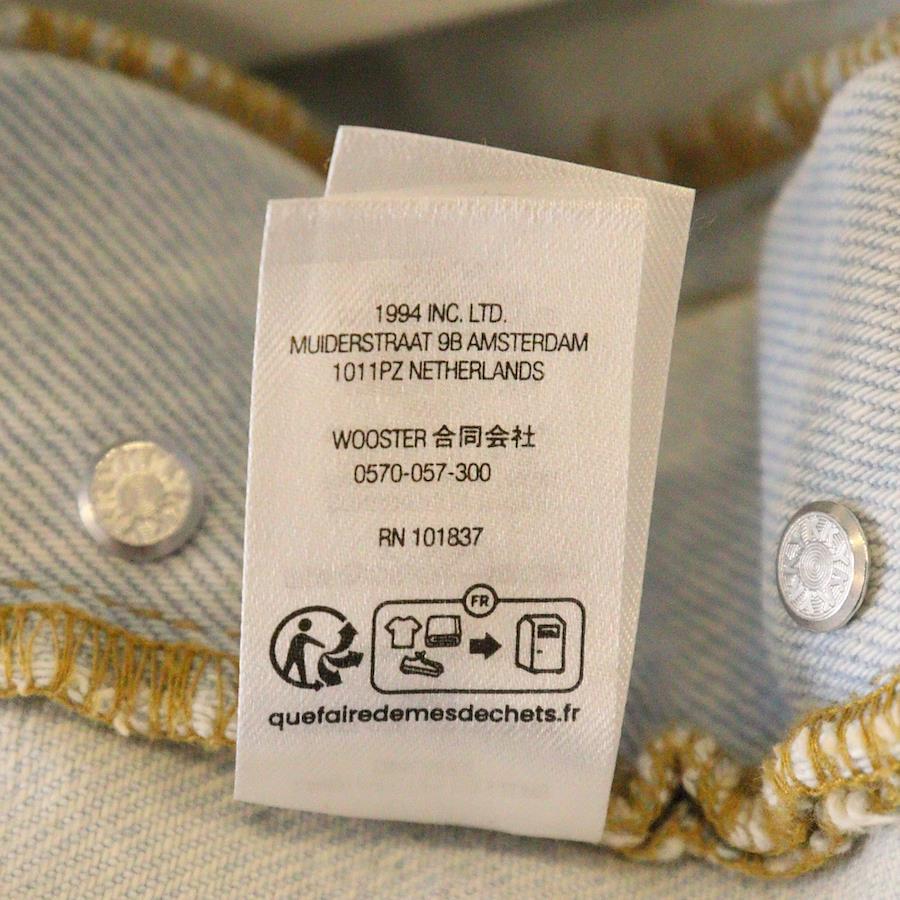 1994 INC. LTD.
MUIDERSTRAAT 9B AMSTERDAM
1011PZ NETHERLANDS
WOOSTER 合同会社
0570-057-300
RN 101837
FR
quefairedemesdechets.fr